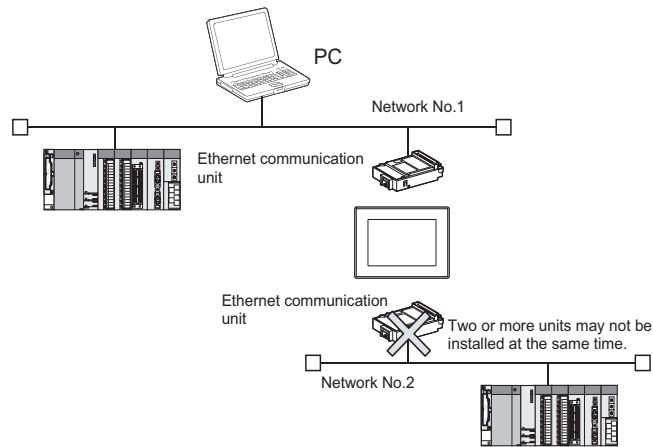 PC
Network No.1
Ethernet communication
unit
Ethernet communication
unit
Two or more units may not be
installed at the same time.
Network No.2